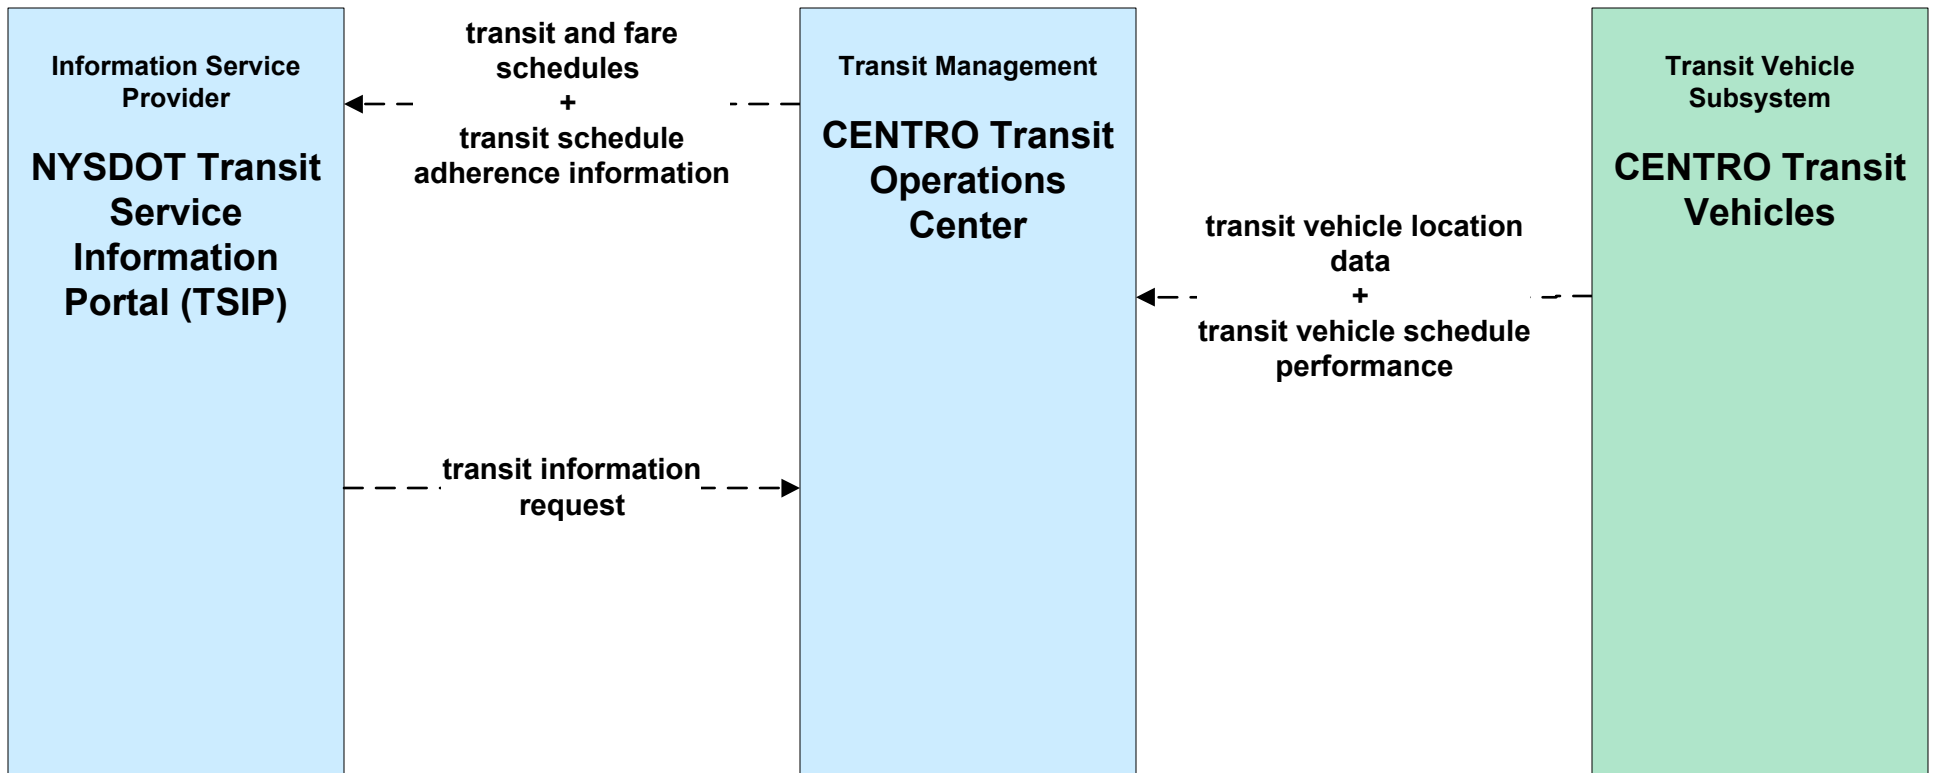 Information Service
Provider
NYSDOT Transit
Service
Information
Portal (TSIP)
transit and fare
schedules
+
transit schedule
adherence information
transit information
request
Transit Management
CENTRO Transit
Operations
Center
transit vehicle location
data
+
transit vehicle schedule
performance
Transit Vehicle
Subsystem
CENTRO Transit
Vehicles